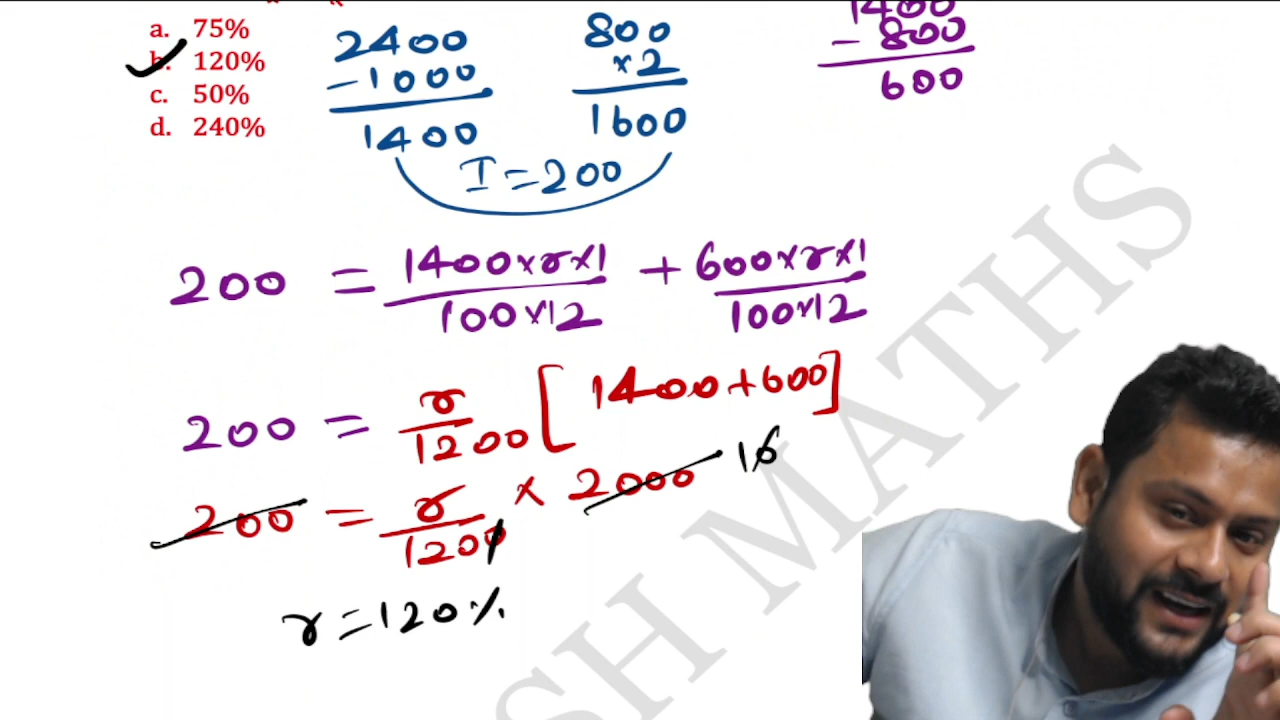 a. 75%
b. 120%
c. 50%
d. 240%
2400
-1000
1400
800
×2
1600
I=200
1400
-800
600
200 = 1400×r×1/100×12 + 600×r×1/100×12
200 = r/1200 [1400+600]
200 = r/1200 × 2000 10
r=120%
SH MATHS